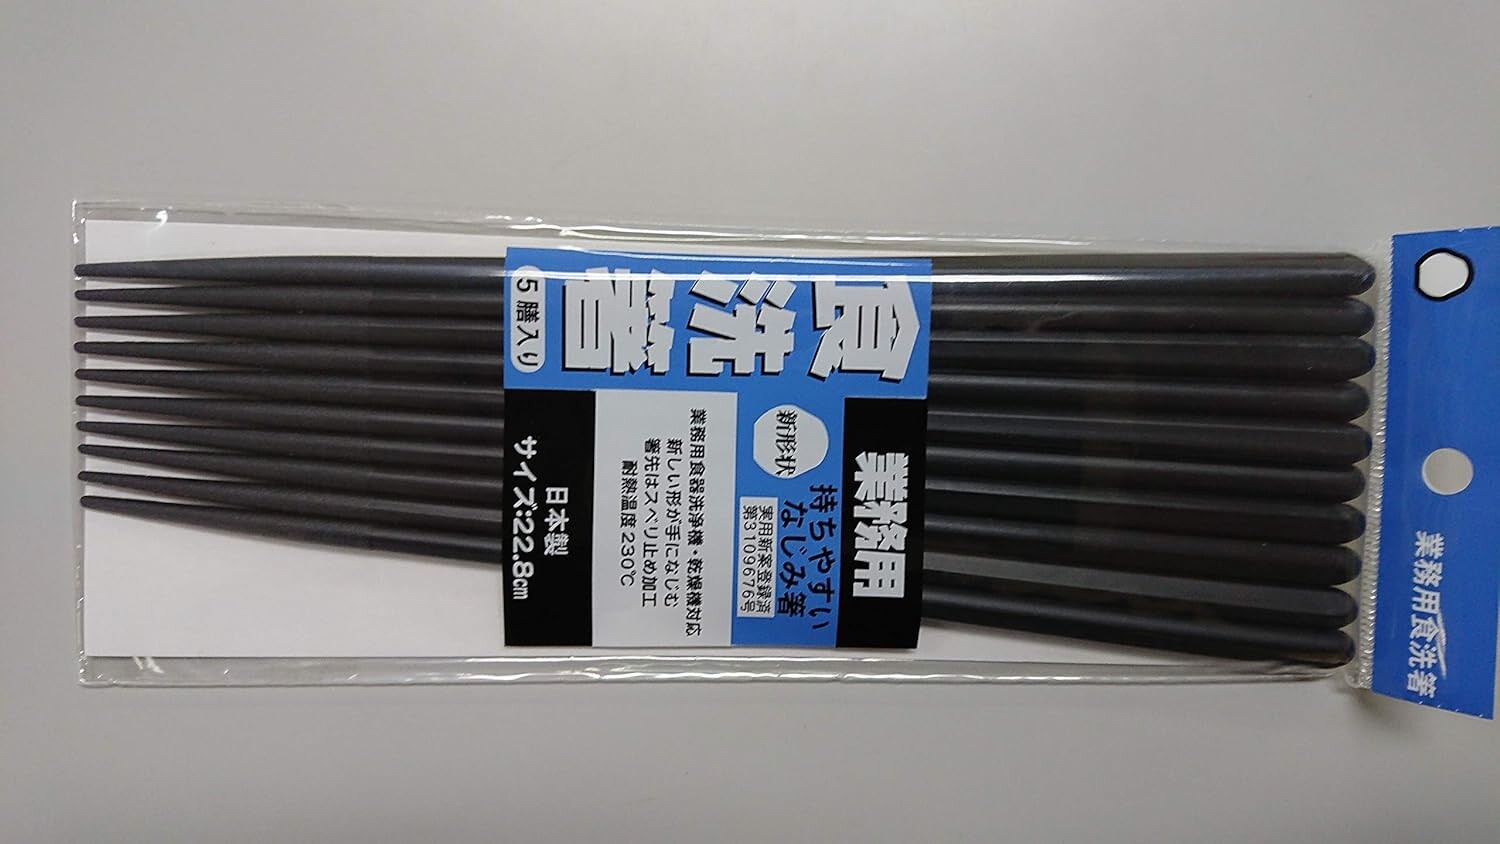 業務用食洗箸
食洗箸
5膳入り
業務用
持ちやすい
なじみ箸
新形状
実用新案登録済
第3109676号
業務用食器洗浄機・乾燥機対応
新しい形が手になじむ
箸先はスベリ止め加工
耐熱温度230℃
日本製
サイズ:22.8㎝